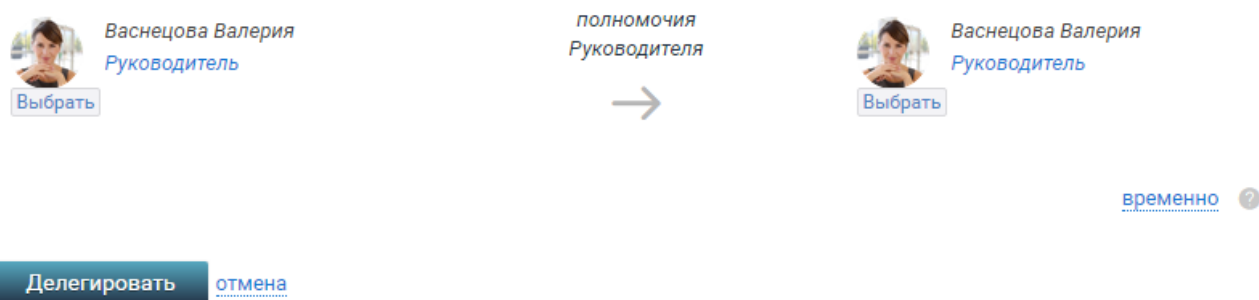 Васнецова Валерия
Руководитель
Выбрать
полномочия
Руководителя
Васнецова Валерия
Руководитель
Выбрать
временно ?
Делегировать отмена